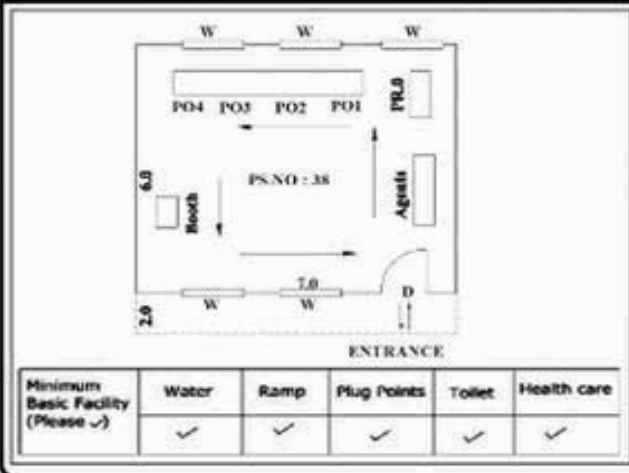 W W W
PO4 PO3 PO2 PO1
PR.0
PS.NO : 38
6.0
Booth
Agents
7.0
W W
D
2.0
ENTRANCE
Minimum Basic Facility (Please ✓)
Water Ramp Plug Points Toilet Health care
✓ ✓ ✓ ✓ ✓